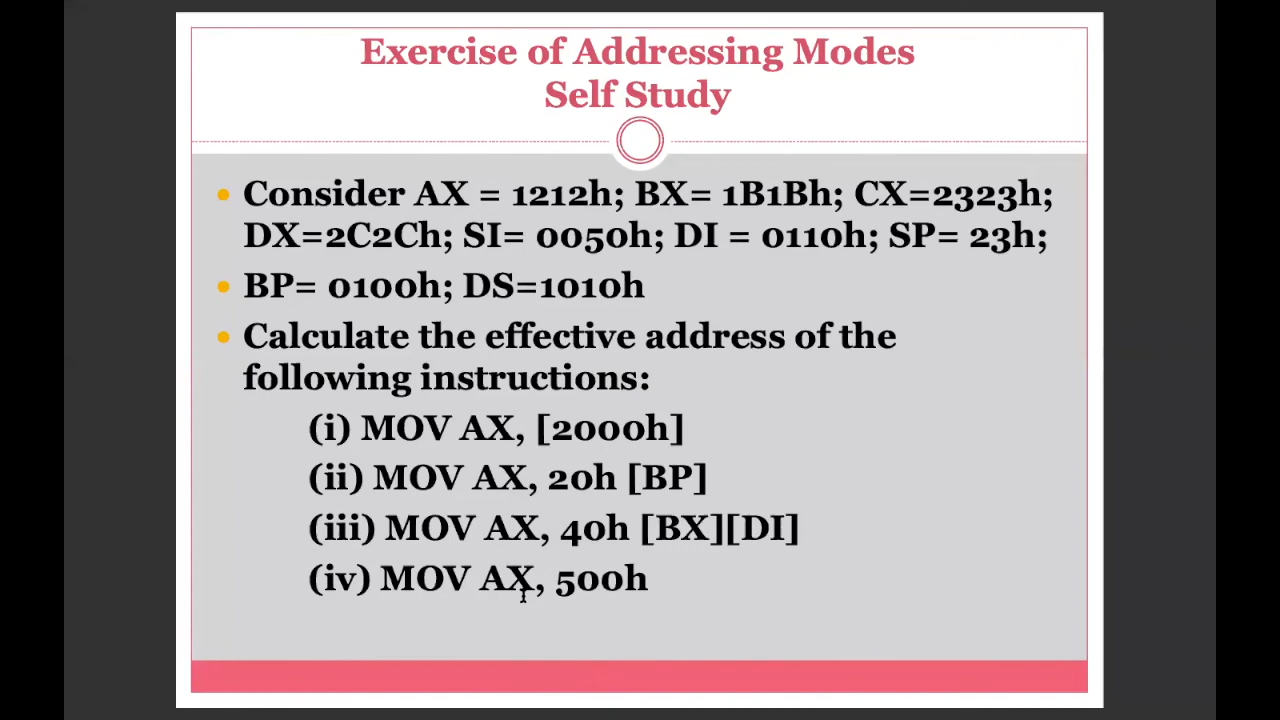 Exercise of Addressing Modes
Self Study
• Consider AX = 1212h; BX= 1B1Bh; CX=2323h;
DX=2C2Ch; SI= 0050h; DI = 0110h; SP= 23h;
• BP= 0100h; DS=1010h
• Calculate the effective address of the
following instructions:
(i) MOV AX, [2000h]
(ii) MOV AX, 20h [BP]
(iii) MOV AX, 40h [BX][DI]
(iv) MOV AX, 500h